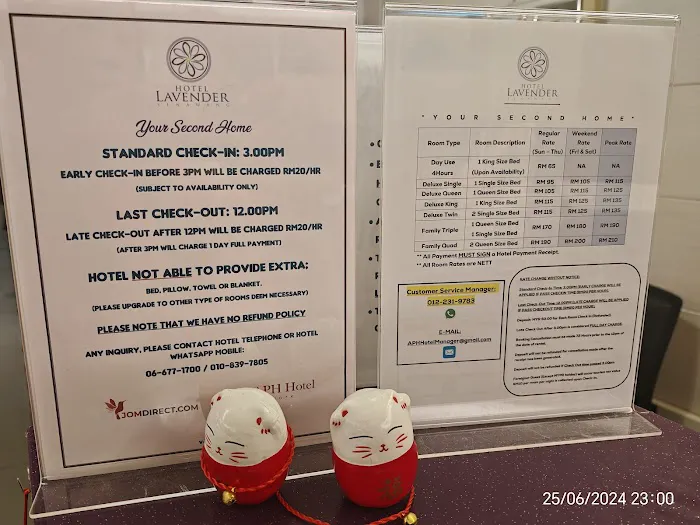 HOTEL
LAVENDER
Your Second Home
STANDARD CHECK-IN: 3.00PM
EARLY CHECK-IN BEFORE 3PM WILL BE CHARGED RM20/HR
(SUBJECT TO AVAILABILITY ONLY)
LAST CHECK-OUT: 12.00PM
LATE CHECK-OUT AFTER 12PM WILL BE CHARGED RM20/HR
(AFTER 3PM WILL CHARGE 1 DAY FULL PAYMENT)
HOTEL NOT ABLE TO PROVIDE EXTRA:
BED, PILLOW, TOWEL OR BLANKET.
(PLEASE UPGRADE TO OTHER TYPE OF ROOMS DEEM NECESSARY)
PLEASE NOTE THAT WE HAVE NO REFUND POLICY
ANY INQUIRY, PLEASE CONTACT HOTEL TELEPHONE OR HOTEL
WHATSAPP MOBILE:
06-677-1700 / 010-839-7805
JOMDIRECT.COM
PH Hotel
HOTEL
LAVENDER
" YOUR SECOND HOME "
Room Type Room Description Regular Rate (Sun - Thu) Weekend Rate (Fri & Sat) Peak Rate
Day Use 4Hours 1 King Size Bed (Upon Availability) RM 65 NA NA
Deluxe Single 1 Single Size Bed RM 95 RM 105 RM 115
Deluxe Queen 1 Queen Size Bed RM 105 RM 115 RM 125
Deluxe King 1 King Size Bed RM 115 RM 125 RM 135
Deluxe Twin 2 Single Size Bed RM 115 RM 125 RM 135
Family Triple 1 Queen Size Bed 1 Single Size Bed RM 170 RM 180 RM 190
Family Quad 2 Queen Size Bed RM 190 RM 200 RM 210
** All Payment MUST SIGN a Hotel Payment Receipt.
** All Room Rates are NETT
Customer Service Manager:
012-231-9783
E-MAIL:
APHHotelManager@gmail.com
25/06/2024 23:00